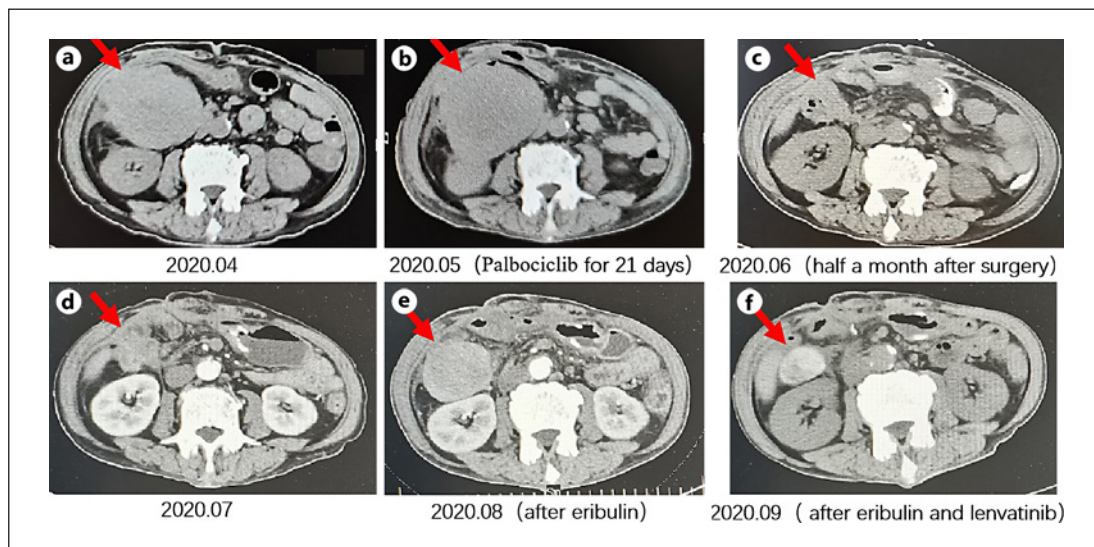 a
b
c
2020.04
2020.05 (Palbociclib for 21 days)
2020.06 (half a month after surgery)
d
e
f
2020.07
2020.08 (after eribulin)
2020.09 ( after eribulin and lenvatinib)